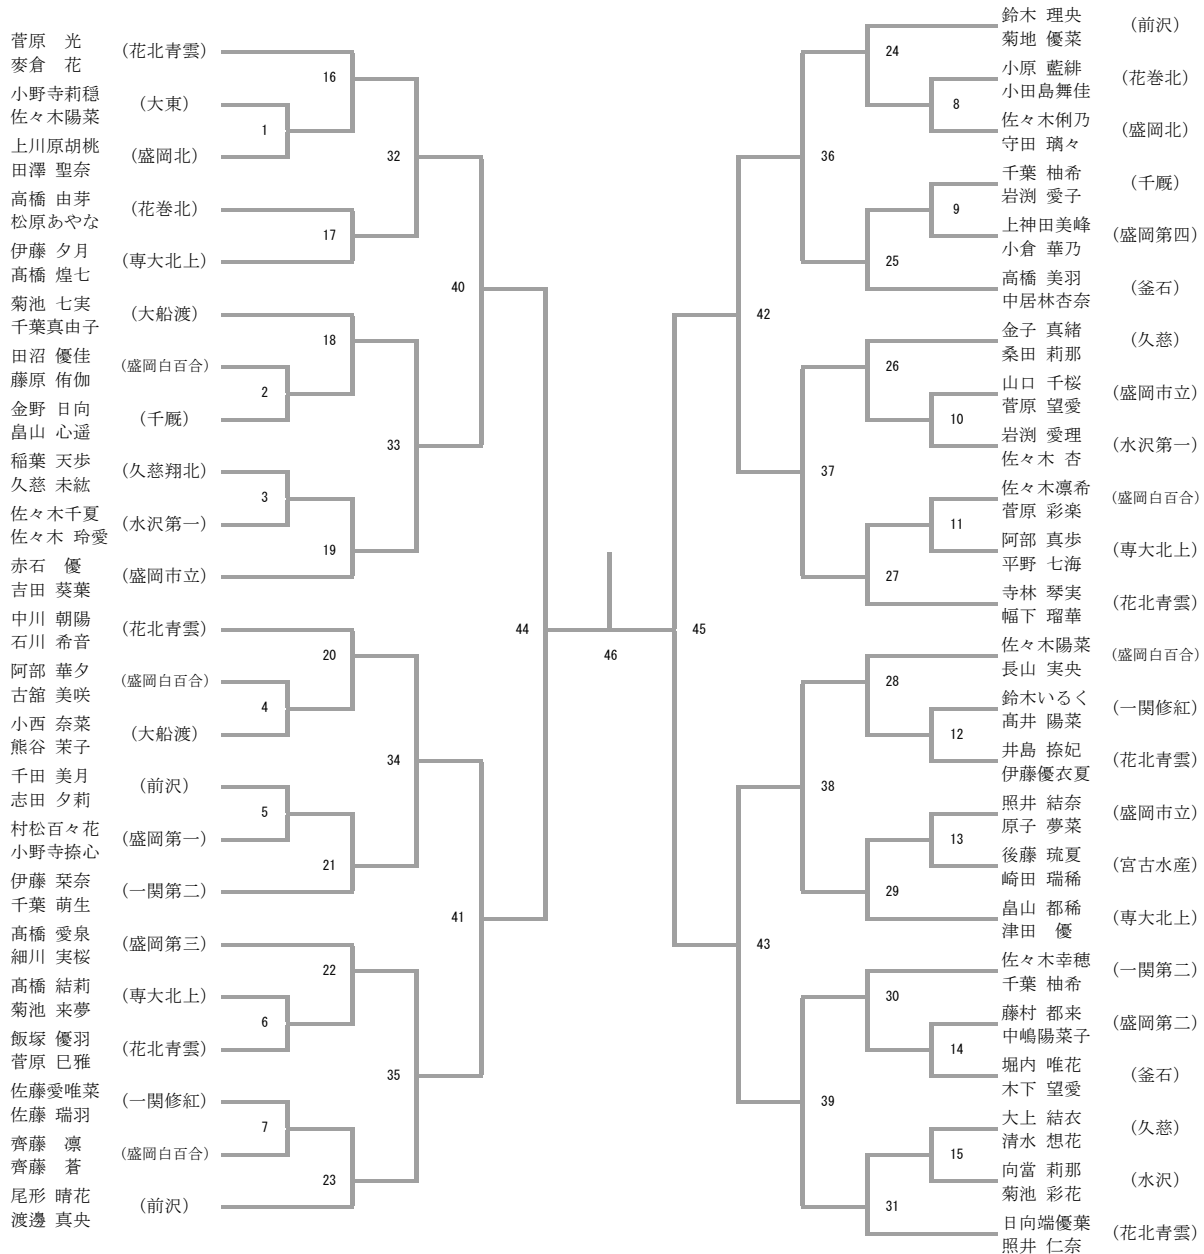 菅原　光
麥倉　花
(花北青雲)
小野寺莉穏
佐々木陽菜
(大東)
上川原胡桃
田澤 聖奈
(盛岡北)
高橋 由芽
松原あやな
(花巻北)
伊藤 夕月
髙橋 煌七
(専大北上)
菊池 七実
千葉真由子
(大船渡)
田沼 優佳
藤原 侑伽
(盛岡白百合)
金野 日向
畠山 心遥
(千厩)
稲葉 天歩
久慈 未紘
(久慈翔北)
佐々木千夏
佐々木 玲愛
(水沢第一)
赤石　優
吉田 葵葉
(盛岡市立)
中川 朝陽
石川 希音
(花北青雲)
阿部 華夕
古舘 美咲
(盛岡白百合)
小西 奈菜
熊谷 茉子
(大船渡)
千田 美月
志田 夕莉
(前沢)
村松百々花
小野寺捺心
(盛岡第一)
伊藤 栞奈
千葉 萌生
(一関第二)
髙橋 愛泉
細川 実桜
(盛岡第三)
髙橋 結莉
菊池 来夢
(専大北上)
飯塚 優羽
菅原 巳雅
(花北青雲)
佐藤愛唯菜
佐藤 瑞羽
(一関修紅)
齊藤　凛
齊藤　蒼
(盛岡白百合)
尾形 晴花
渡邊 真央
(前沢)
1
2
3
4
5
6
7
16
17
18
19
20
21
22
23
32
33
34
35
40
41
44
46
45
42
43
36
37
38
39
24
25
26
27
28
29
30
31
8
9
10
11
12
13
14
15
鈴木 理央
菊地 優菜
(前沢)
小原 藍緋
小田島舞佳
(花巻北)
佐々木俐乃
守田 璃々
(盛岡北)
千葉 柚希
岩渕 愛子
(千厩)
上神田美峰
小倉 華乃
(盛岡第四)
高橋 美羽
中居林杏奈
(釜石)
金子 真緒
桑田 莉那
(久慈)
山口 千桜
菅原 望愛
(盛岡市立)
岩渕 愛理
佐々木 杏
(水沢第一)
佐々木凛希
菅原 彩楽
(盛岡白百合)
阿部 真歩
平野 七海
(専大北上)
寺林 琴実
幅下 瑠華
(花北青雲)
佐々木陽菜
長山 実央
(盛岡白百合)
鈴木いるく
髙井 陽菜
(一関修紅)
井島 捺妃
伊藤優衣夏
(花北青雲)
照井 結奈
原子 夢菜
(盛岡市立)
後藤 琉夏
崎田 瑞稀
(宮古水産)
畠山 都稀
津田　優
(専大北上)
佐々木幸穂
千葉 柚希
(一関第二)
藤村 都来
中嶋陽菜子
(盛岡第二)
堀内 唯花
木下 望愛
(釜石)
大上 結衣
清水 想花
(久慈)
向當 莉那
菊池 彩花
(水沢)
日向端優葉
照井 仁奈
(花北青雲)